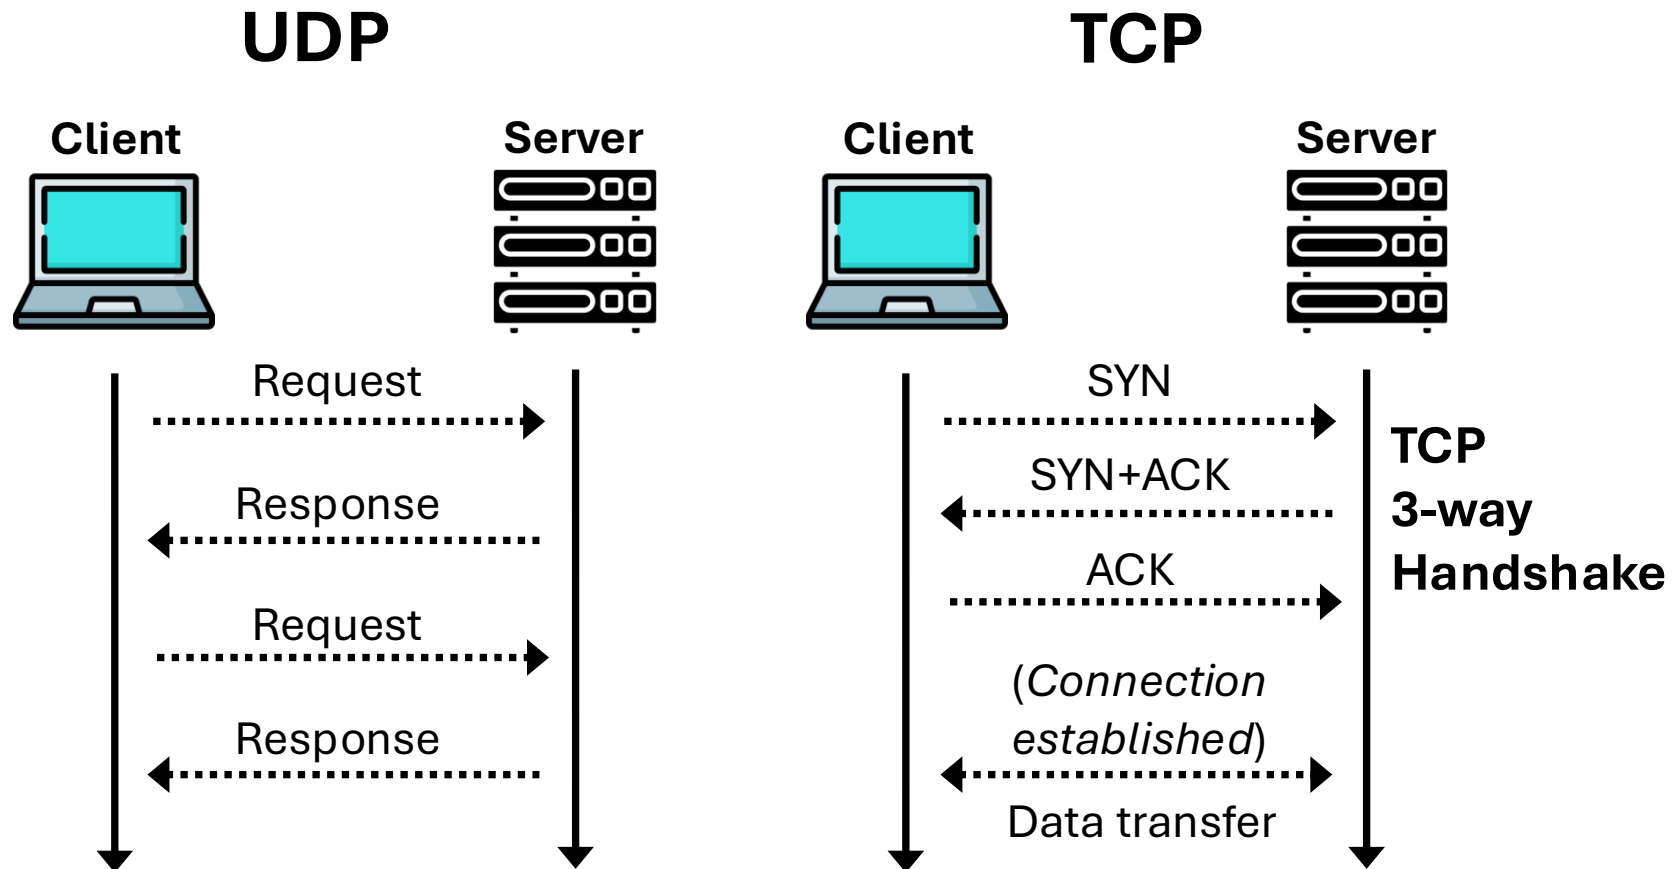 UDP
Client
Server
Request
Response
Request
Response
TCP
Client
Server
SYN
SYN+ACK
ACK
TCP
3-way
Handshake
(Connection
established)
Data transfer